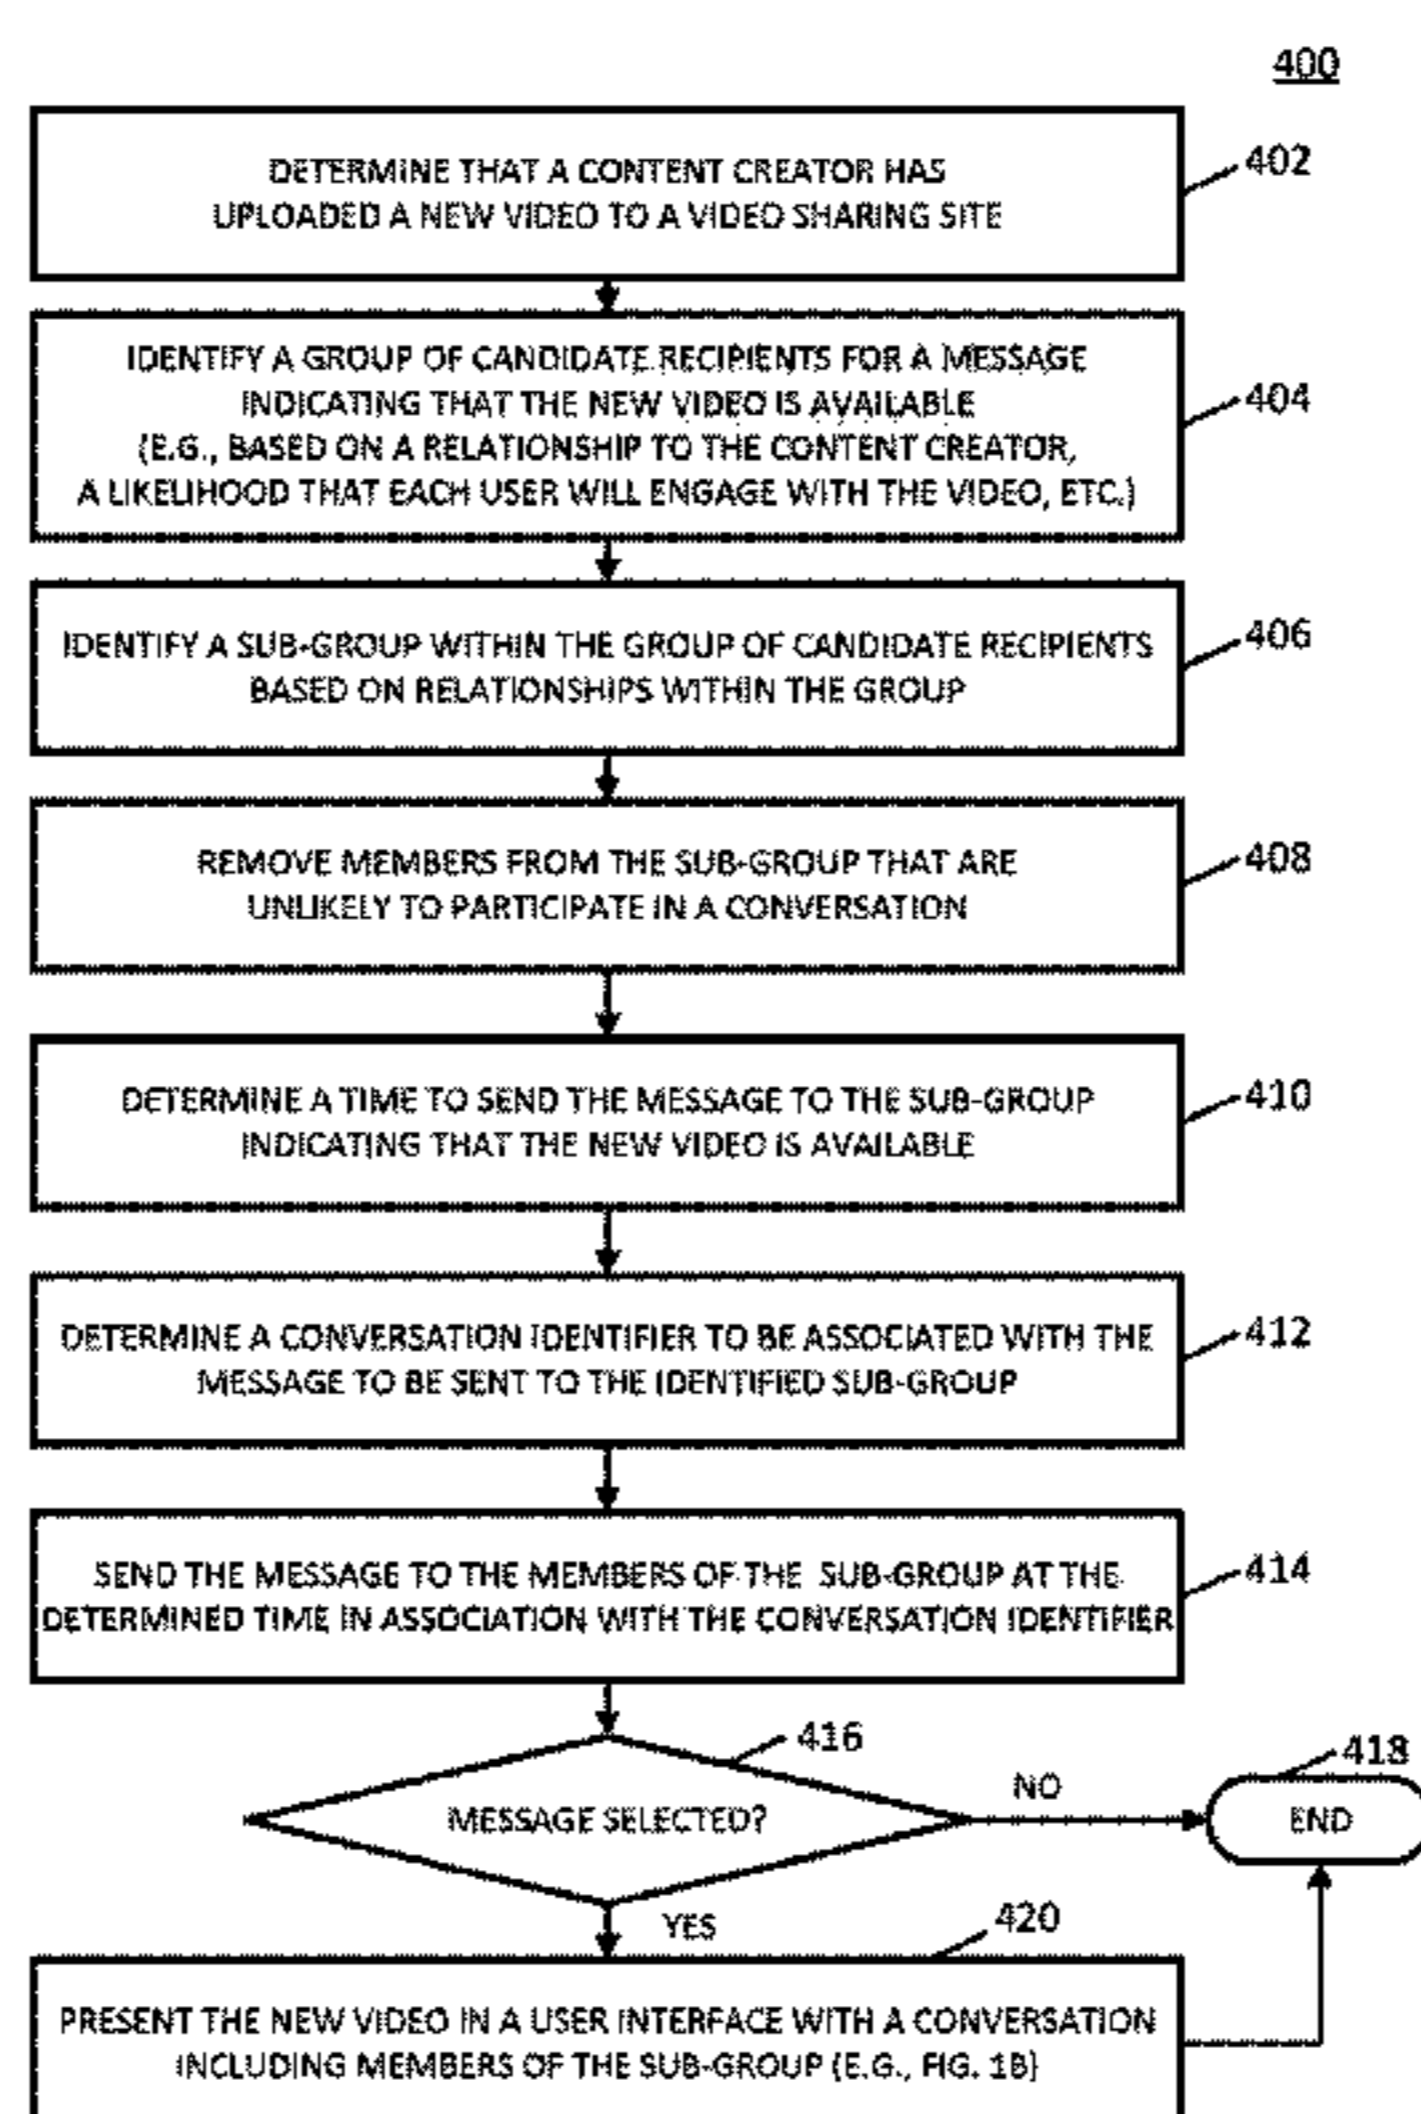 400
DETERMINE THAT A CONTENT CREATOR HAS
UPLOADED A NEW VIDEO TO A VIDEO SHARING SITE
402
IDENTIFY A GROUP OF CANDIDATE RECIPIENTS FOR A MESSAGE
INDICATING THAT THE NEW VIDEO IS AVAILABLE
(E.G., BASED ON A RELATIONSHIP TO THE CONTENT CREATOR,
A LIKELIHOOD THAT EACH USER WILL ENGAGE WITH THE VIDEO, ETC.)
404
IDENTIFY A SUB-GROUP WITHIN THE GROUP OF CANDIDATE RECIPIENTS
BASED ON RELATIONSHIPS WITHIN THE GROUP
406
REMOVE MEMBERS FROM THE SUB-GROUP THAT ARE
UNLIKELY TO PARTICIPATE IN A CONVERSATION
408
DETERMINE A TIME TO SEND THE MESSAGE TO THE SUB-GROUP
INDICATING THAT THE NEW VIDEO IS AVAILABLE
410
DETERMINE A CONVERSATION IDENTIFIER TO BE ASSOCIATED WITH THE
MESSAGE TO BE SENT TO THE IDENTIFIED SUB-GROUP
412
SEND THE MESSAGE TO THE MEMBERS OF THE SUB-GROUP AT THE
DETERMINED TIME IN ASSOCIATION WITH THE CONVERSATION IDENTIFIER
414
416
MESSAGE SELECTED?
NO
418
END
YES
420
PRESENT THE NEW VIDEO IN A USER INTERFACE WITH A CONVERSATION
INCLUDING MEMBERS OF THE SUB-GROUP (E.G., FIG. 1B)